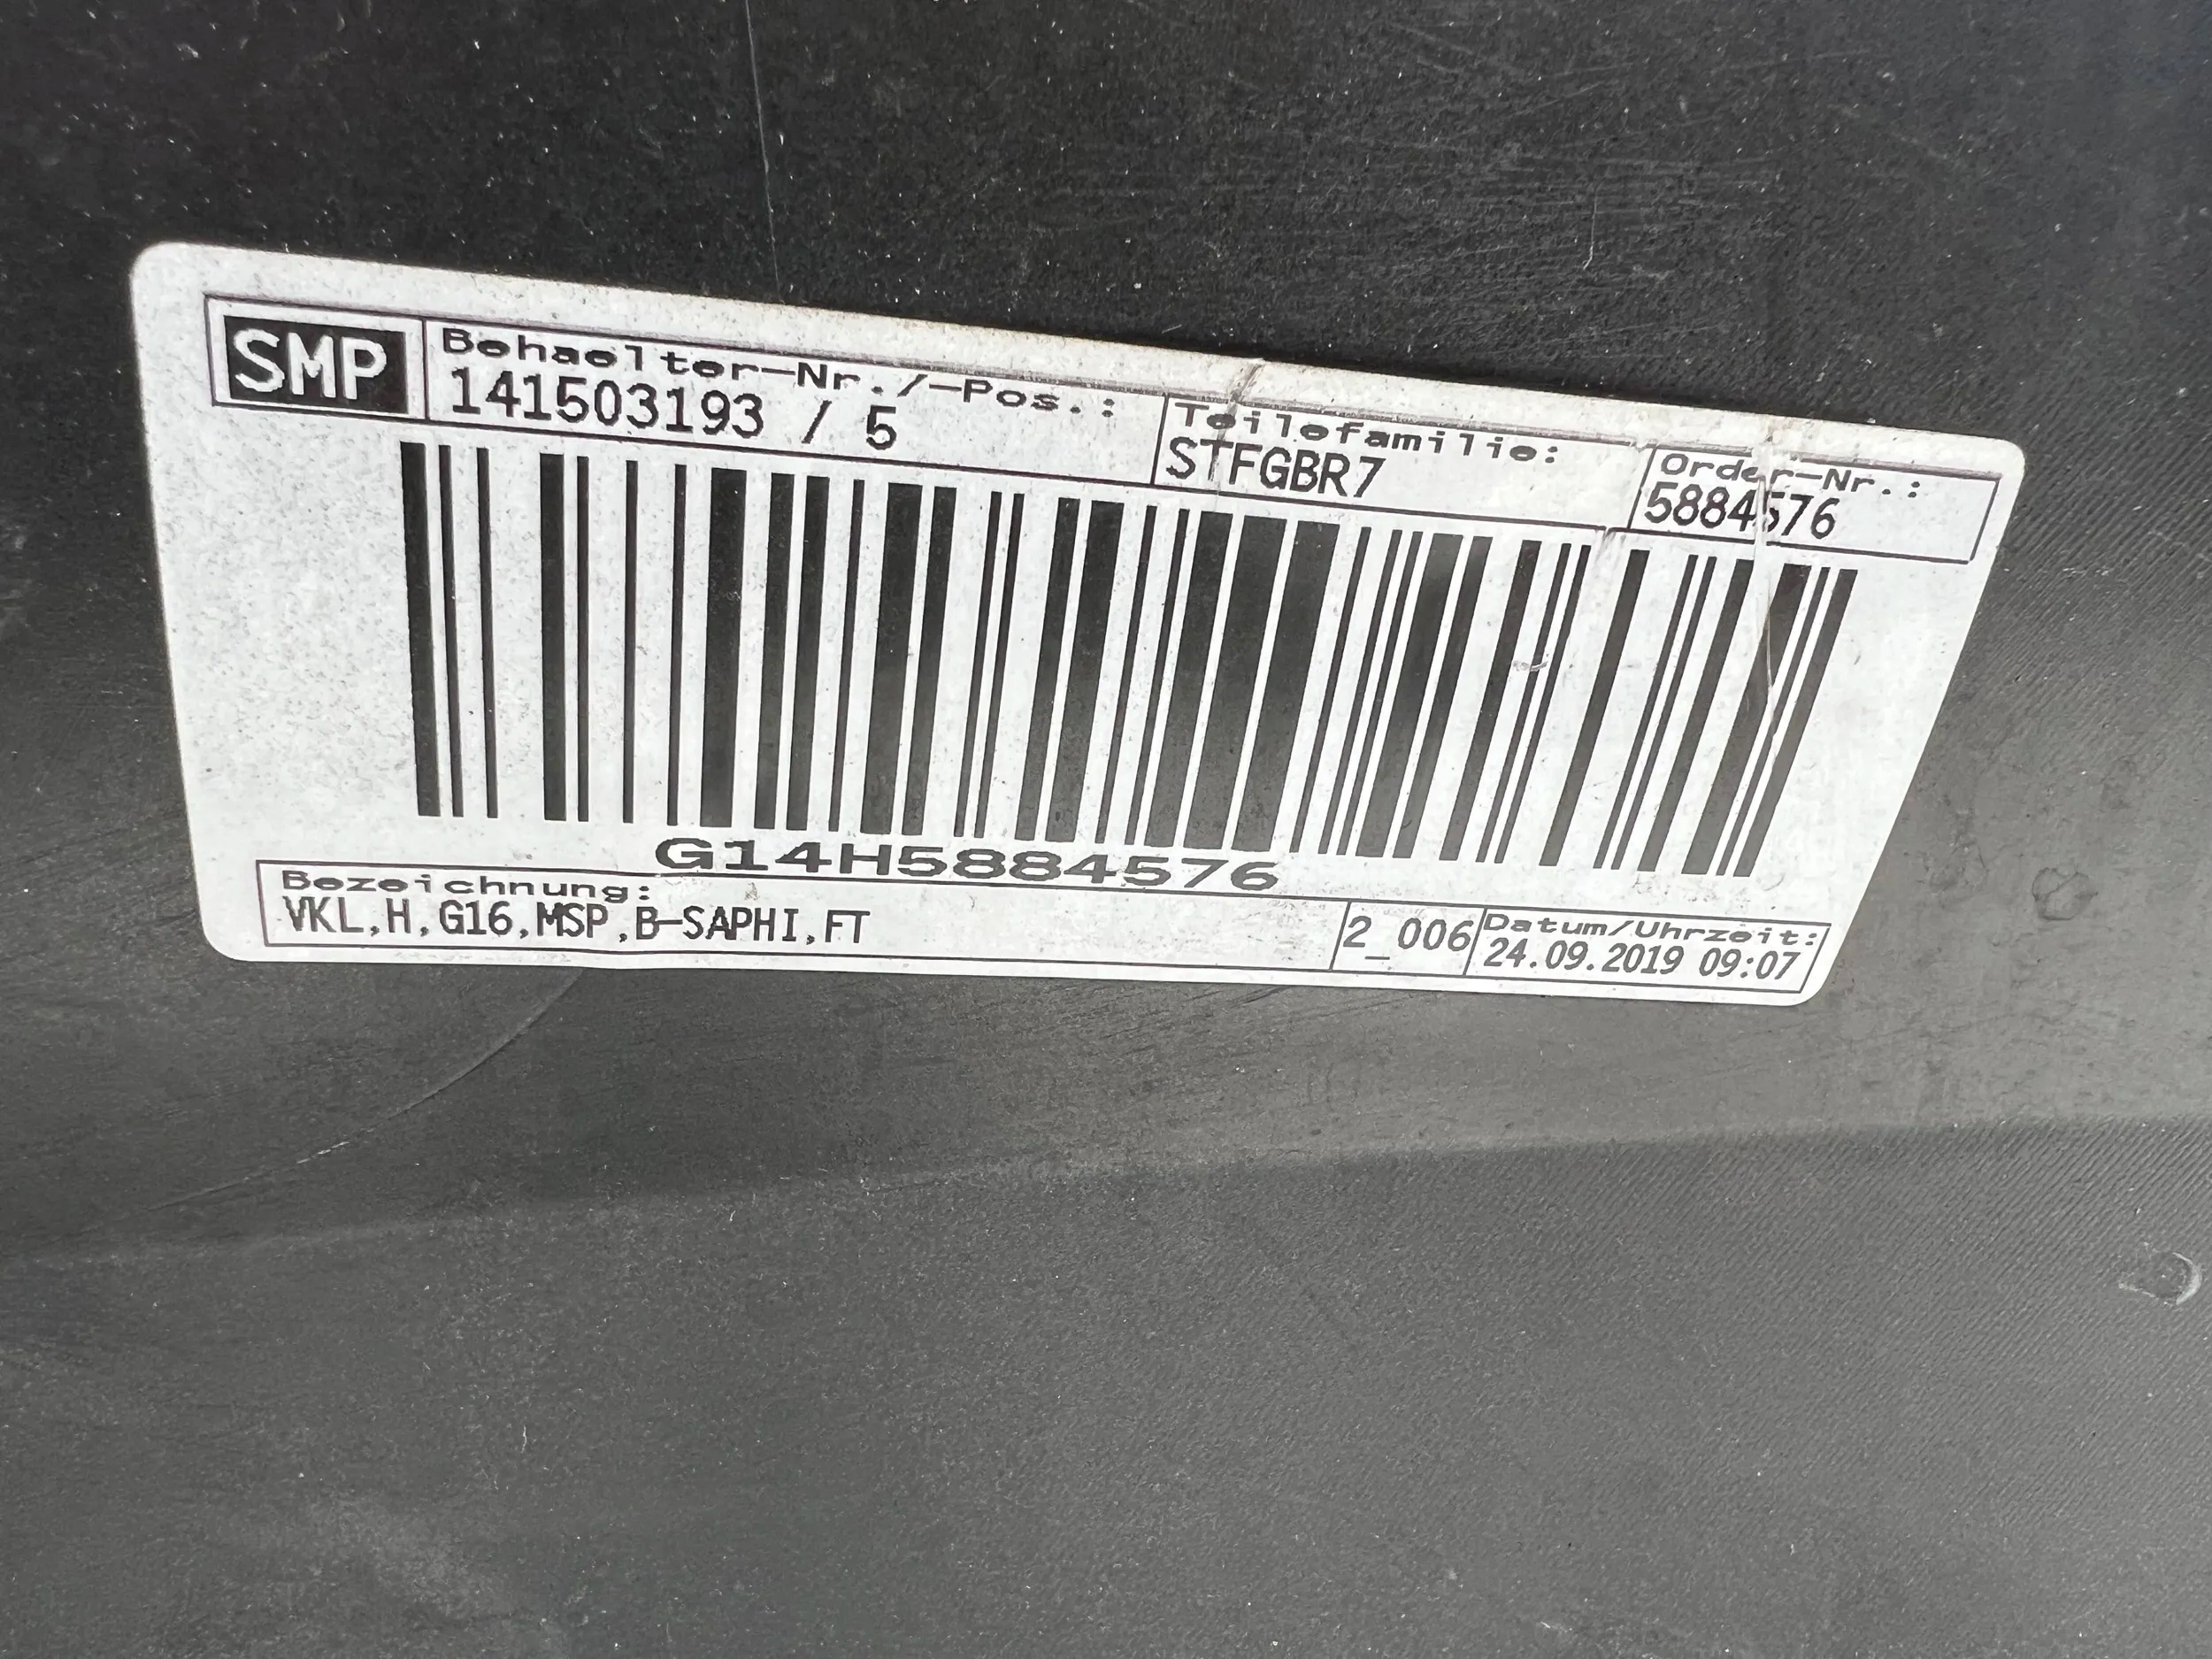 SMP
Behaelter-Nr./-Pos.:
141503193 / 5
Teilefamilie:
STFGBR7
Order-Nr.:
5884576
G14H5884576
Bezeichnung:
VKL,H,G16,MSP,B-SAPHI,FT
2_006
Datum/Uhrzeit:
24.09.2019 09:07